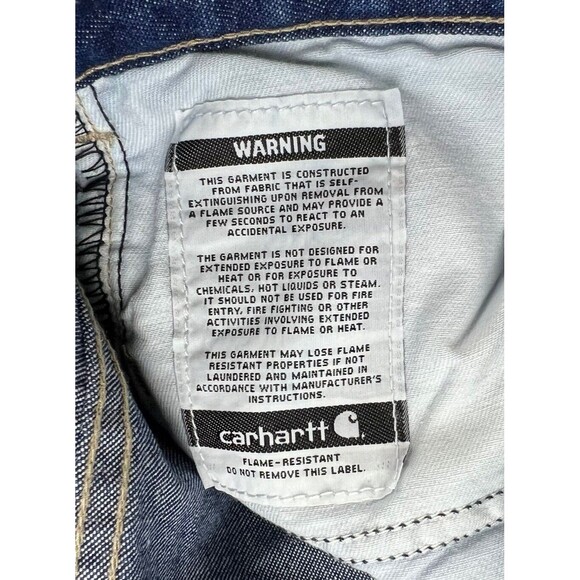 WARNING
THIS GARMENT IS CONSTRUCTED
FROM FABRIC THAT IS SELF-
EXTINGUISHING UPON REMOVAL FROM
A FLAME SOURCE AND MAY PROVIDE A
FEW SECONDS TO REACT TO AN
ACCIDENTAL EXPOSURE.
THE GARMENT IS NOT DESIGNED FOR
EXTENDED EXPOSURE TO FLAME OR
HEAT OR FOR EXPOSURE TO
CHEMICALS, HOT LIQUIDS OR STEAM.
IT SHOULD NOT BE USED FOR FIRE
ENTRY, FIRE FIGHTING OR OTHER
ACTIVITIES INVOLVING EXTENDED
EXPOSURE TO FLAME OR HEAT.
THIS GARMENT MAY LOSE FLAME
RESISTANT PROPERTIES IF NOT
LAUNDERED AND MAINTAINED IN
ACCORDANCE WITH MANUFACTURER'S
INSTRUCTIONS.
carhartt
FLAME-RESISTANT
DO NOT REMOVE THIS LABEL.